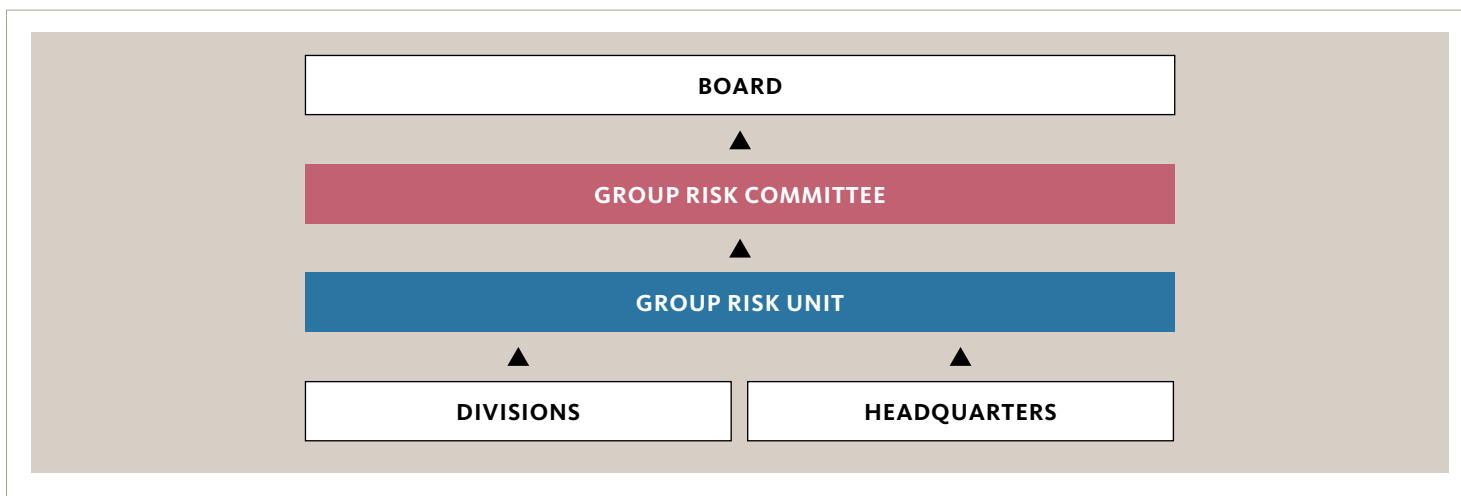 BOARD
GROUP RISK COMMITTEE
GROUP RISK UNIT
DIVISIONS
HEADQUARTERS